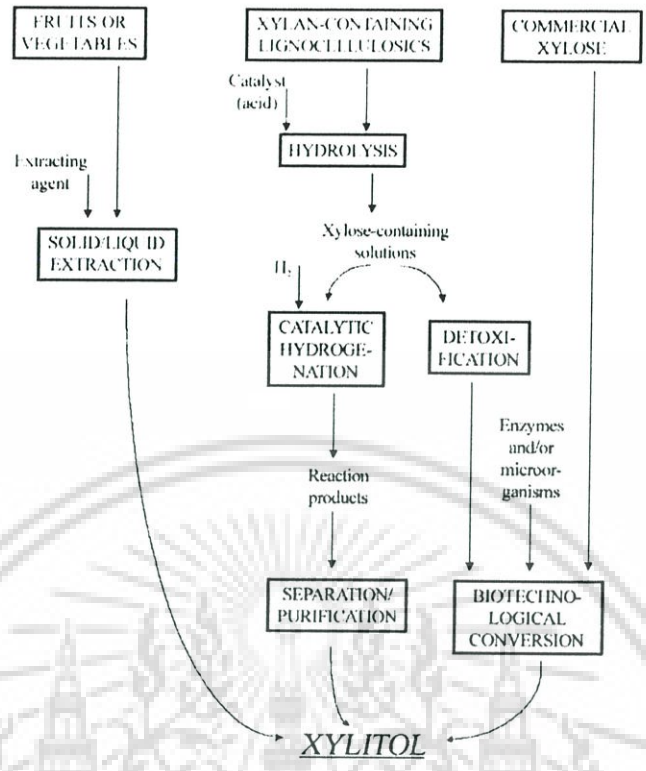 FRUITS OR
VEGETABLES
XYLAN-CONTAINING
LIGNOCELLULOSICS
COMMERCIAL
XYLOSE
Catalyst
(acid)
HYDROLYSIS
Extracting
agent
SOLID/LIQUID
EXTRACTION
Xylose-containing
solutions
H₂
CATALYTIC
HYDROGE-
NATION
DETOXI-
FICATION
Enzymes
and/or
microor-
ganisms
Reaction
products
SEPARATION/
PURIFICATION
BIOTECHNO-
LOGICAL
CONVERSION
XYLITOL